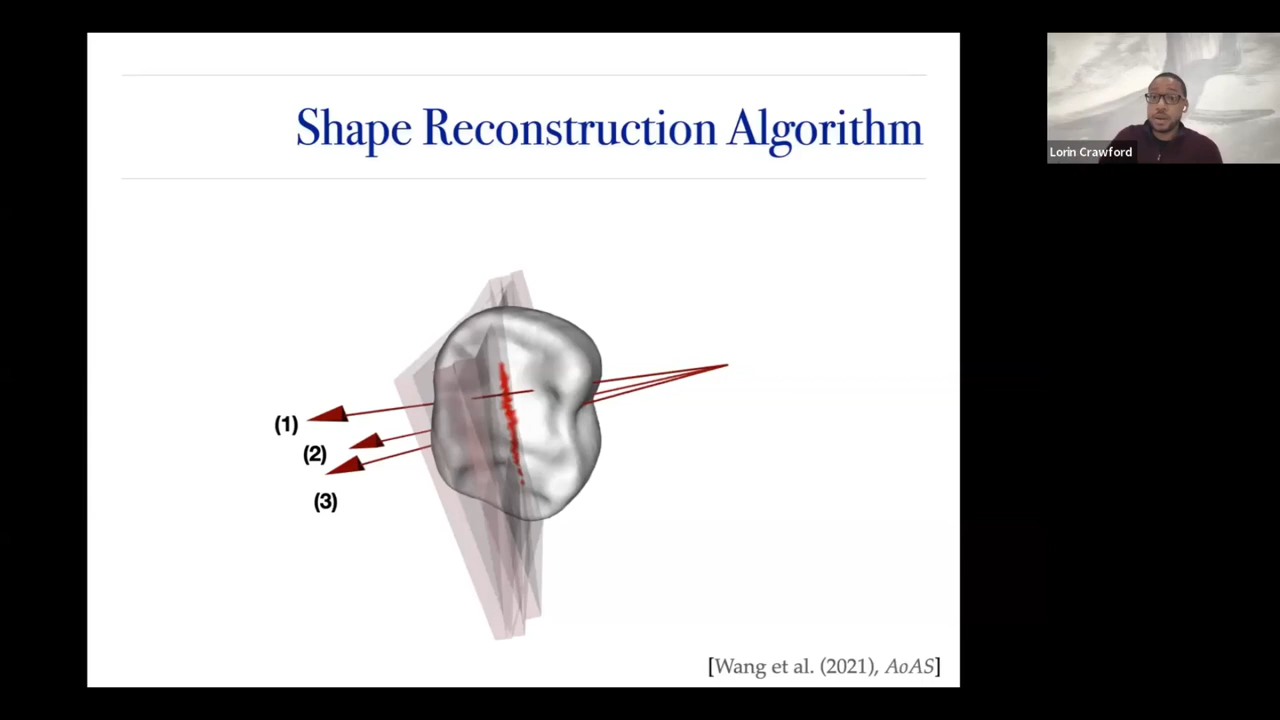 Shape Reconstruction Algorithm
Lorin Crawford
(1)
(2)
(3)
[Wang et al. (2021), AoAS]